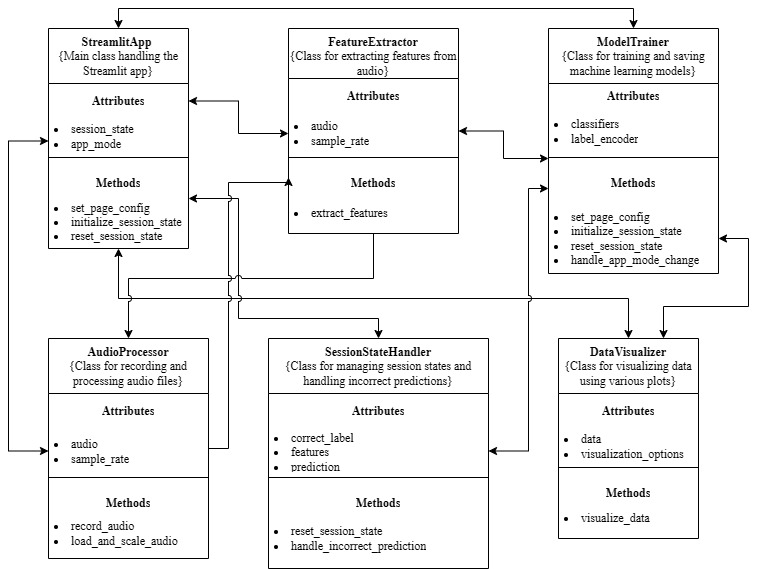 StreamlitApp
{Main class handling the
Streamlit app}
Attributes
session_state
app_mode
Methods
set_page_config
initialize_session_state
reset_session_state
FeatureExtractor
{Class for extracting features from
audio}
Attributes
audio
sample_rate
Methods
extract_features
ModelTrainer
{Class for training and saving
machine learning models}
Attributes
classifiers
label_encoder
Methods
set_page_config
initialize_session_state
reset_session_state
handle_app_mode_change
AudioProcessor
{Class for recording and
processing audio files}
Attributes
audio
sample_rate
Methods
record_audio
load_and_scale_audio
SessionStateHandler
{Class for managing session states and
handling incorrect predictions}
Attributes
correct_label
features
prediction
Methods
reset_session_state
handle_incorrect_prediction
DataVisualizer
{Class for visualizing data
using various plots}
Attributes
data
visualization_options
Methods
visualize_data